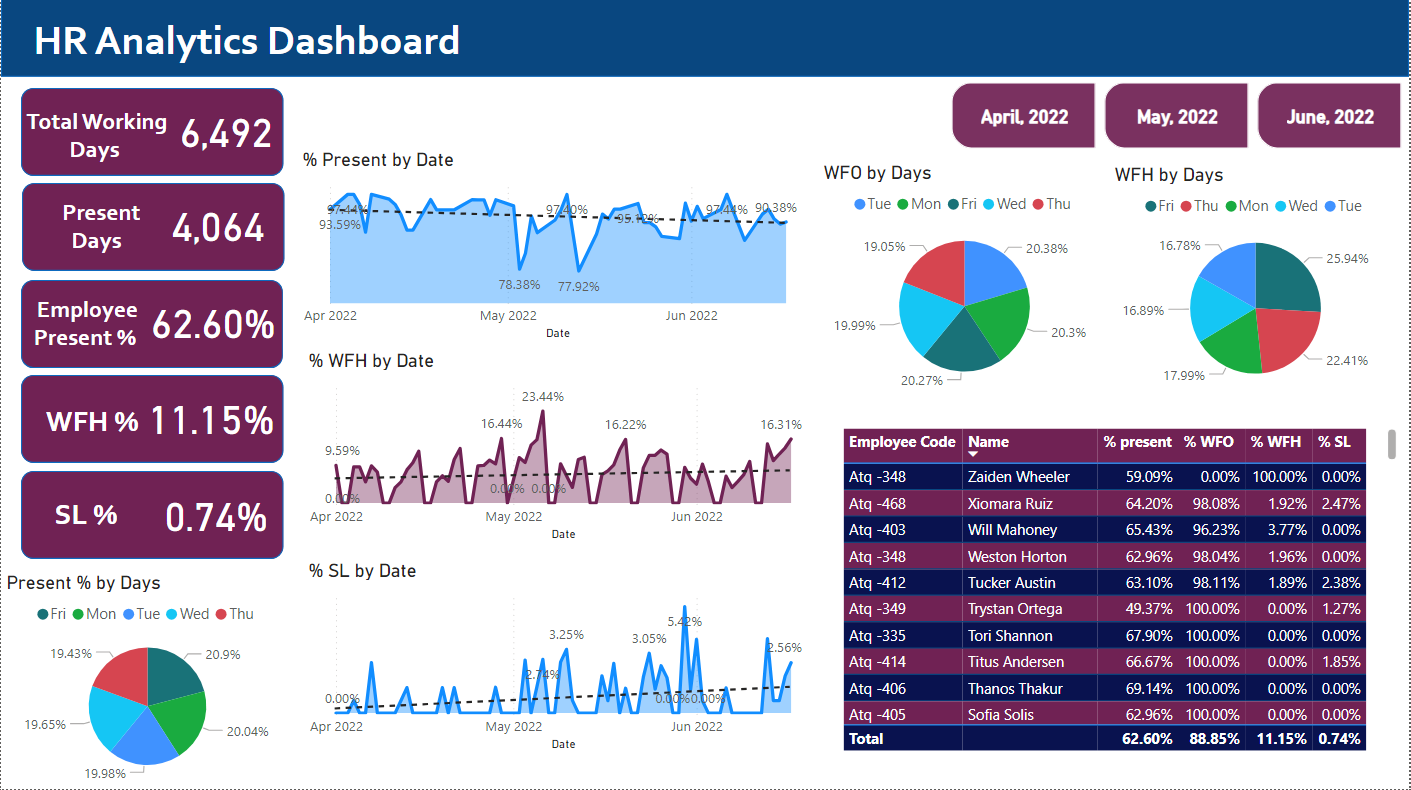 HR Analytics Dashboard
Total Working Days 6,492
Present Days 4,064
Employee Present % 62.60%
WFH % 11.15%
SL % 0.74%
Present % by Days
Fri Mon Tue Wed Thu
20.9%
20.04%
19.98%
19.65%
19.43%
% Present by Date
97.44%
93.59%
78.38%
97.40%
77.92%
95.12%
97.44%
90.38%
Apr 2022 May 2022 Jun 2022
Date
% WFH by Date
9.59%
0.00%
16.44%
23.44%
0.00%
0.00%
16.22%
16.31%
Apr 2022 May 2022 Jun 2022
Date
% SL by Date
0.00%
2.74%
3.25%
3.05%
5.42%
0.00%
0.00%
2.56%
Apr 2022 May 2022 Jun 2022
Date
April, 2022 May, 2022 June, 2022
WFO by Days
Tue Mon Fri Wed Thu
20.38%
20.3%
20.27%
19.99%
19.05%
WFH by Days
Fri Thu Mon Wed Tue
25.94%
22.41%
17.99%
16.89%
16.78%
Employee Code Name % present % WFO % WFH % SL
Atq -348 Zaiden Wheeler 59.09% 0.00% 100.00% 0.00%
Atq -468 Xiomara Ruiz 64.20% 98.08% 1.92% 2.47%
Atq -403 Will Mahoney 65.43% 96.23% 3.77% 0.00%
Atq -348 Weston Horton 62.96% 98.04% 1.96% 0.00%
Atq -412 Tucker Austin 63.10% 98.11% 1.89% 2.38%
Atq -349 Trystan Ortega 49.37% 100.00% 0.00% 1.27%
Atq -335 Tori Shannon 67.90% 100.00% 0.00% 0.00%
Atq -414 Titus Andersen 66.67% 100.00% 0.00% 1.85%
Atq -406 Thanos Thakur 69.14% 100.00% 0.00% 0.00%
Atq -405 Sofia Solis 62.96% 100.00% 0.00% 0.00%
Total 62.60% 88.85% 11.15% 0.74%